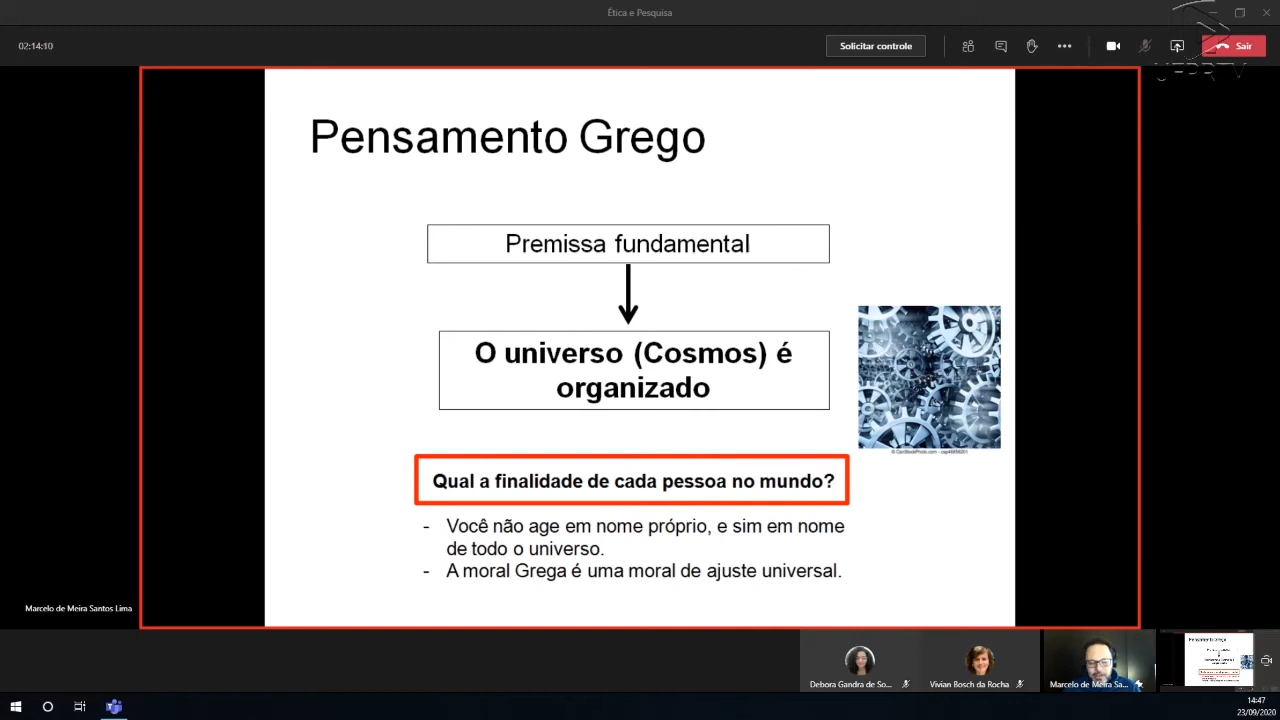 Ética e Pesquisa
02:14:10
Solicitar controle
Sair
UFPRTV
Pensamento Grego
Premissa fundamental
O universo (Cosmos) é
organizado
Qual a finalidade de cada pessoa no mundo?
- Você não age em nome próprio, e sim em nome
de todo o universo.
- A moral Grega é uma moral de ajuste universal.
Marcelo de Meira Santos Lima
Debora Gandra de So...
Vivian Bosch da Rocha
Marcelo de Meira Sa...
Pensamento Grego
14:47
23/09/2020